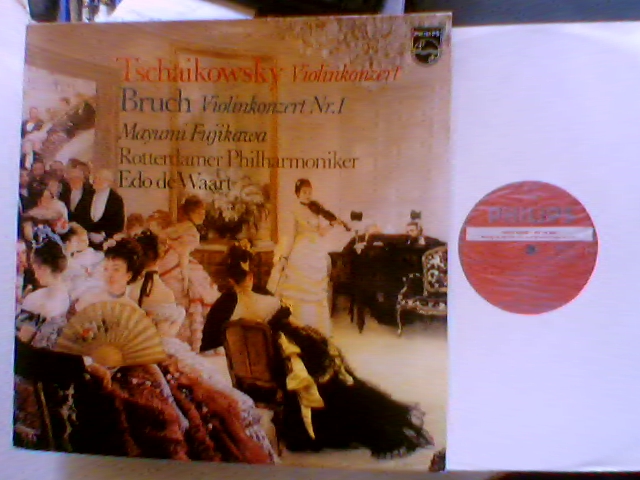 PHILIPS
Tschaikowsky Violinkonzert
Bruch Violinkonzert Nr.1
Mayumi Fujikawa
Rotterdamer Philharmoniker
Edo de Waart
PHILIPS